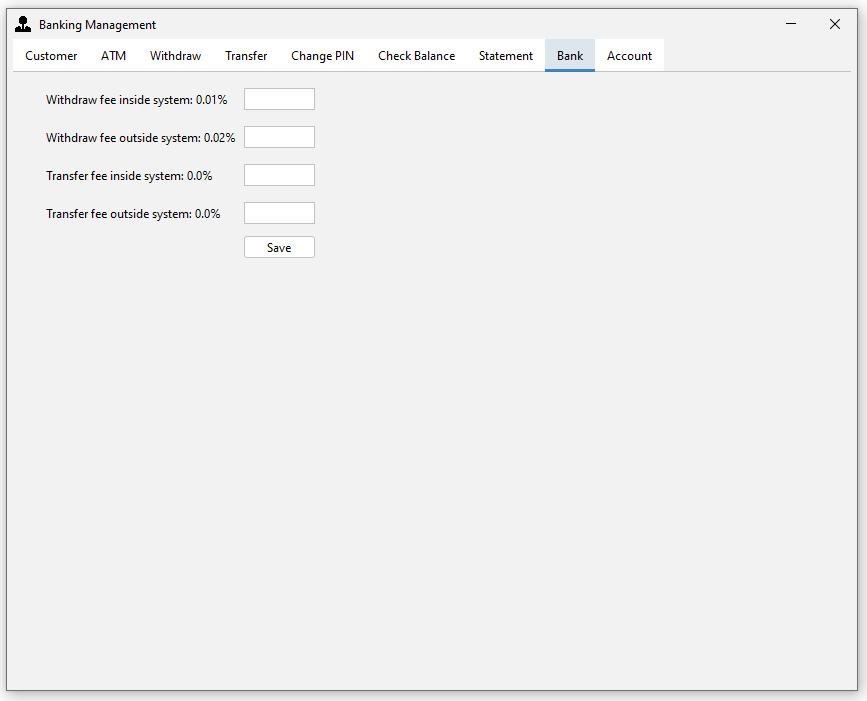 Banking Management
Customer ATM Withdraw Transfer Change PIN Check Balance Statement Bank Account
Withdraw fee inside system: 0.01%
Withdraw fee outside system: 0.02%
Transfer fee inside system: 0.0%
Transfer fee outside system: 0.0%
Save